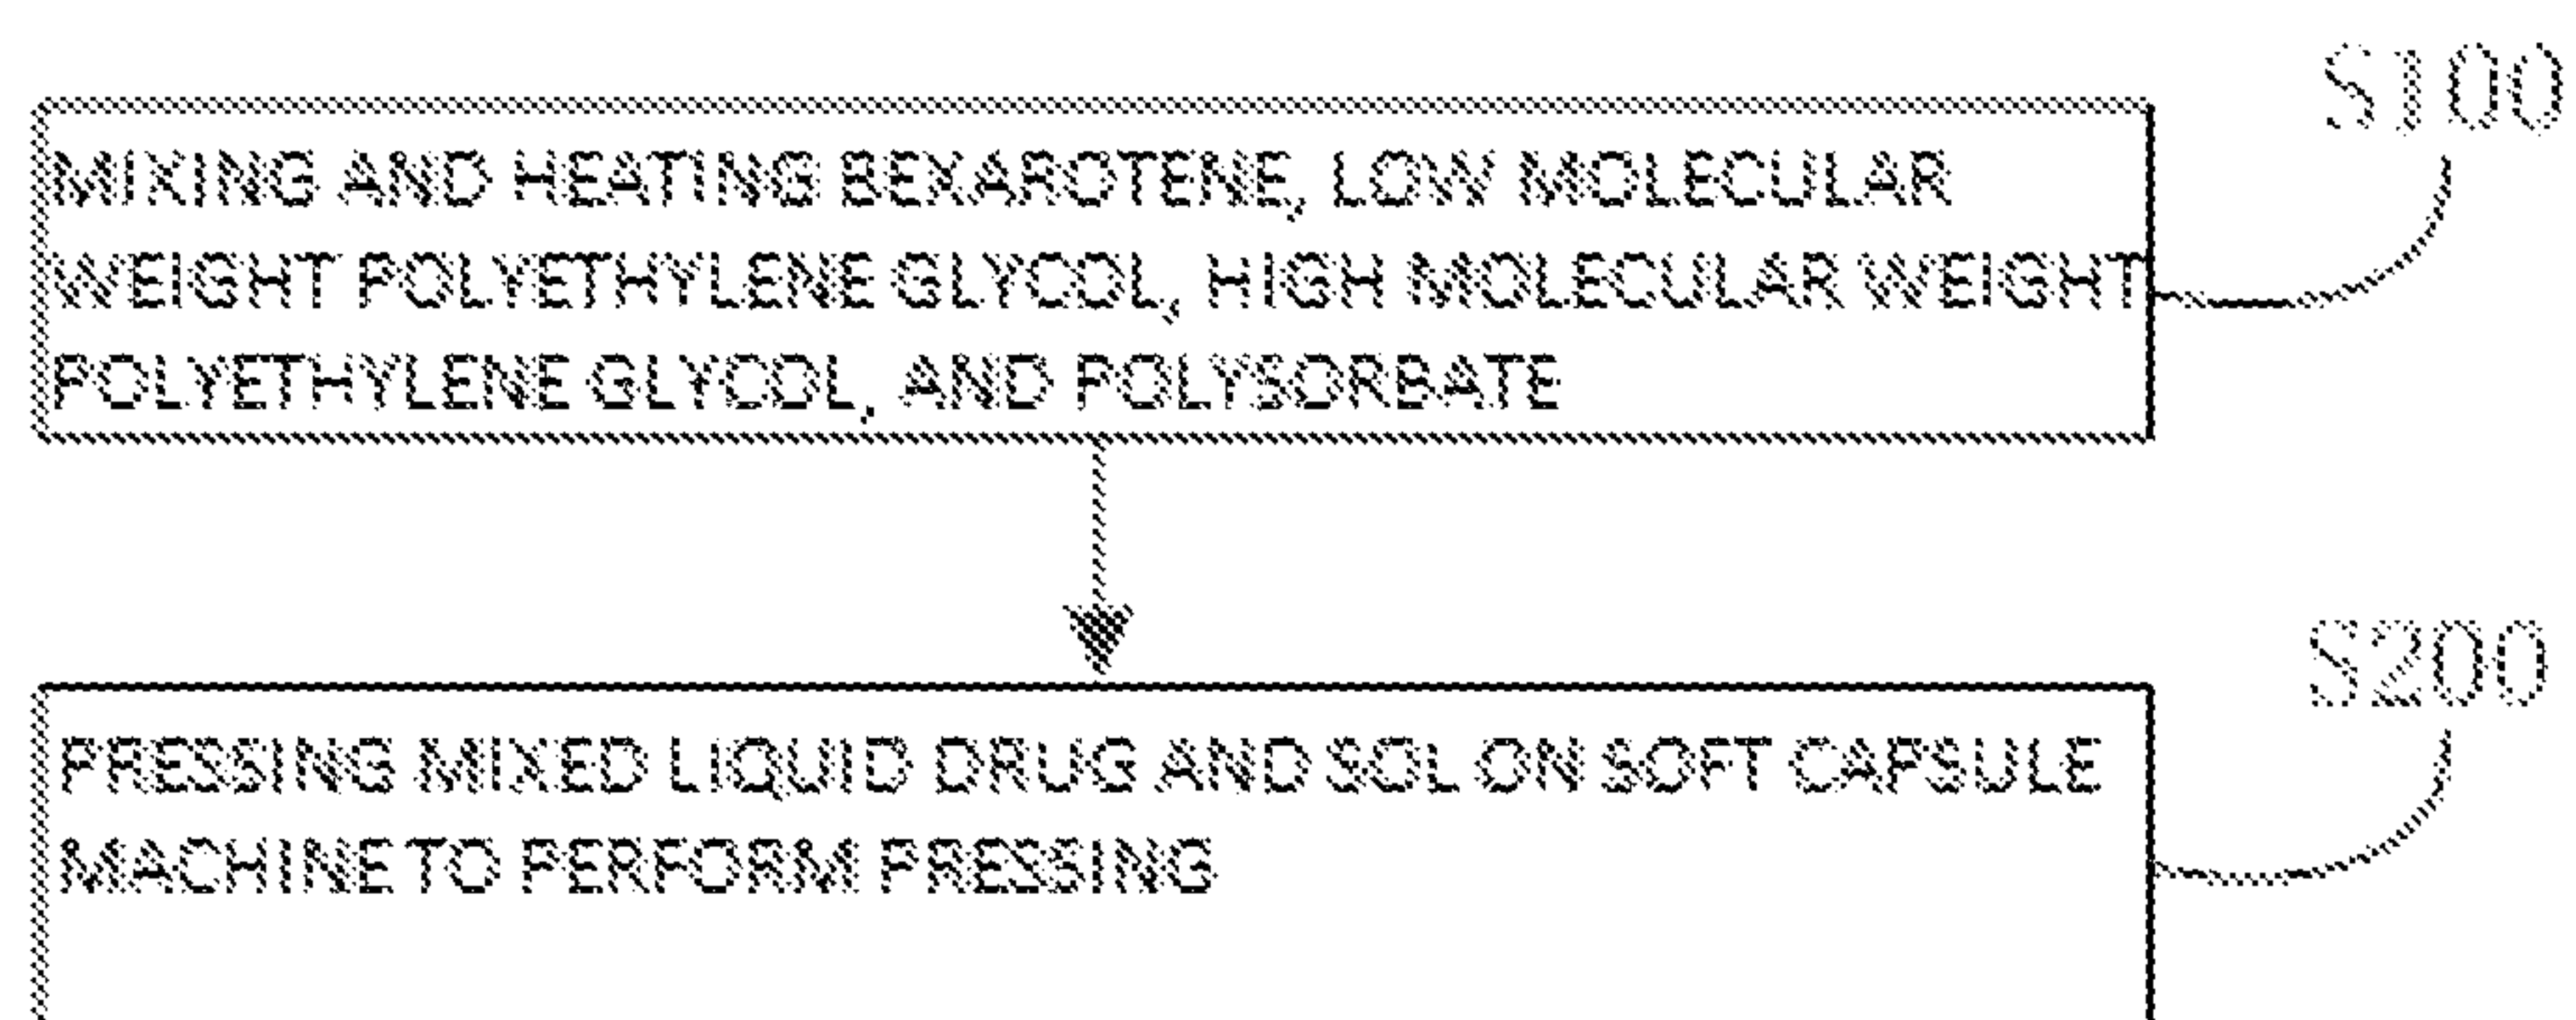 S100
MIXING AND HEATING BEXAROTENE, LOW MOLECULAR
WEIGHT POLYETHYLENE GLYCOL, HIGH MOLECULAR WEIGHT
POLYETHYLENE GLYCOL, AND POLYSORBATE
S200
PRESSING MIXED LIQUID DRUG AND SOL ON SOFT CAPSULE
MACHINE TO PERFORM PRESSING